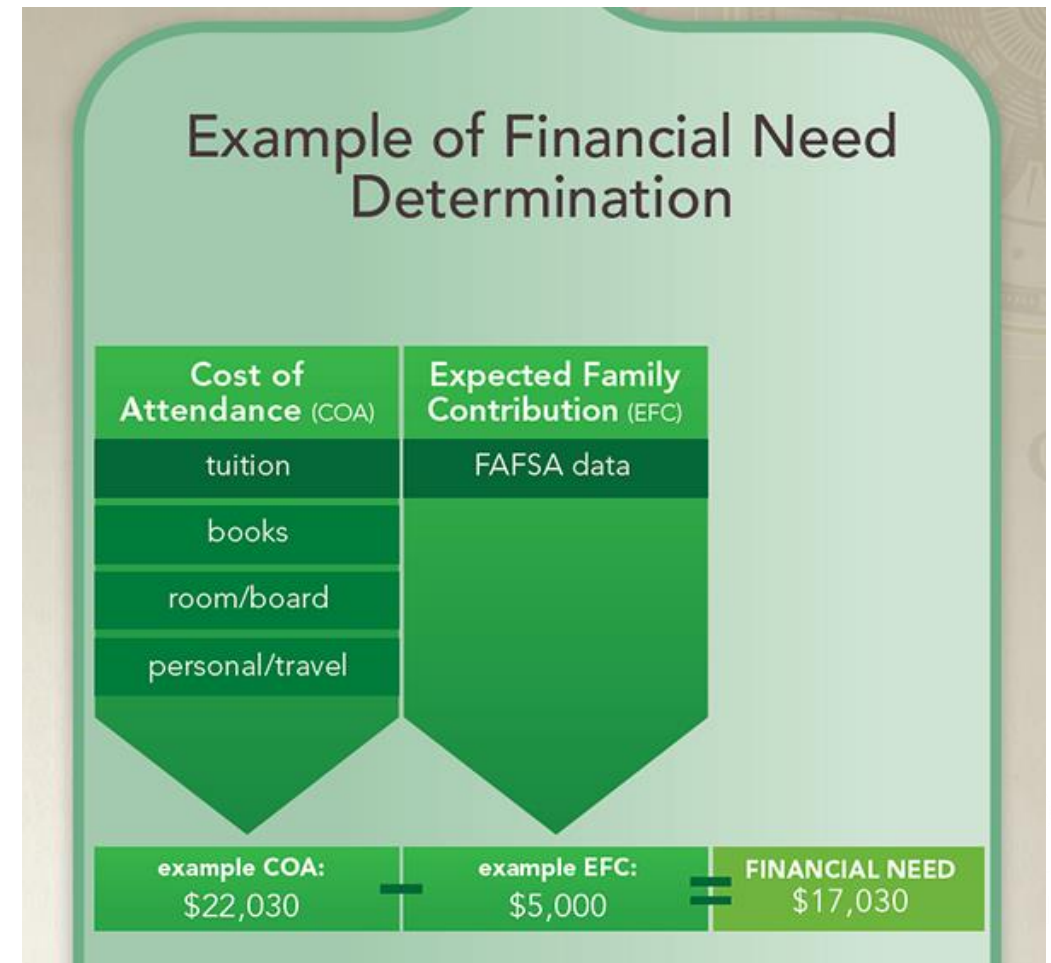 Example of Financial Need
Determination
Cost of
Attendance (COA)
tuition
books
room/board
personal/travel
Expected Family
Contribution (EFC)
FAFSA data
example COA:
$22,030
-
example EFC:
$5,000
=
FINANCIAL NEED
$17,030